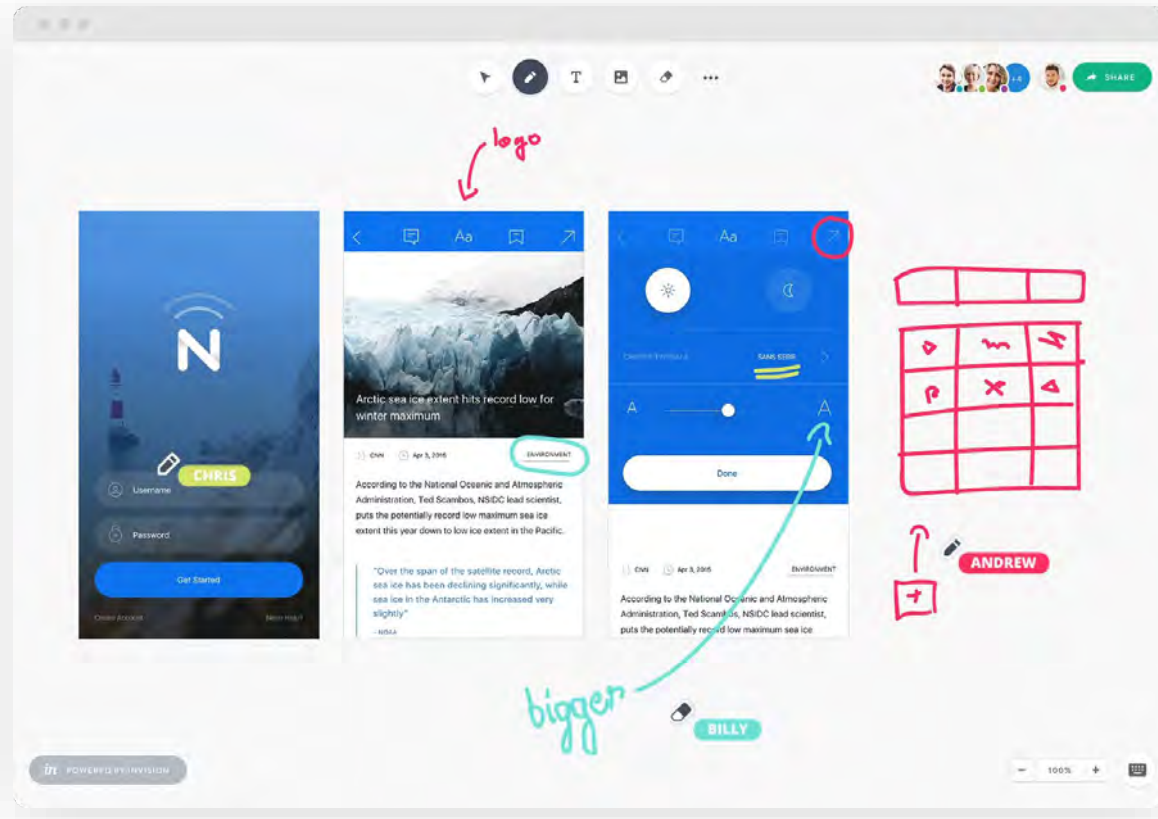 T
+4
SHARE
logo
N
CHRIS
Username
Password
Get Started
Create Account
Need Help?
Aa
Arctic sea ice extent hits record low for
winter maximum
CNN
Apr 3, 2016
ENVIRONMENT
According to the National Oceanic and Atmospheric
Administration, Ted Scambos, NSIDC lead scientist,
puts the potentially record low maximum sea ice
extent this year down to low ice extent in the Pacific.
"Over the span of the satellite record, Arctic
sea ice has been declining significantly, while
sea ice in the Antarctic has increased very
slightly"
- NOAA
Aa
SANS SERIF
A
A
Done
CNN
Apr 3, 2016
ENVIRONMENT
According to the National Oceanic and Atmospheric
Administration, Ted Scambos, NSIDC lead scientist,
puts the potentially record low maximum sea ice
+
ANDREW
bigger
BILLY
in POWERED BY INVISION
- 100% +